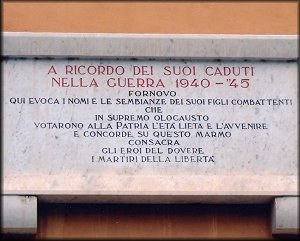 A RICORDO DEI SUOI CADUTI
NELLA GUERRA 1940-'45
FORNOVO
QUI EVOCA I NOMI E LE SEMBIANZE DEI SUOI FIGLI COMBATTENTI
CHE
IN SUPREMO OLOCAUSTO
VOTARONO ALLA PATRIA L'ETÀ LIETA E L'AVVENIRE
E CONCORDE SU QUESTO MARMO
CONSACRA
GLI EROI DEL DOVERE
I MARTIRI DELLA LIBERTÀ